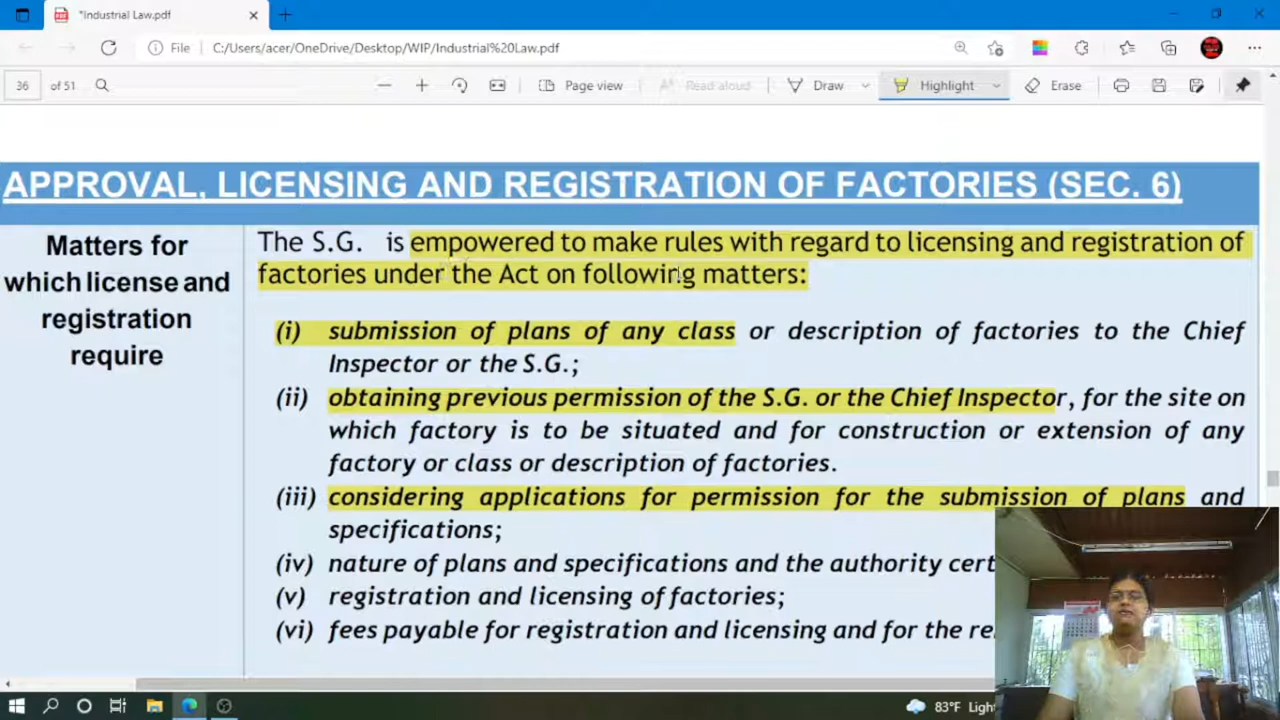 *Industrial Law.pdf
File C:/Users/acer/OneDrive/Desktop/WIP/Industrial%20Law.pdf
36 of 51 Page view Read aloud Draw Highlight Erase
APPROVAL, LICENSING AND REGISTRATION OF FACTORIES (SEC. 6)
Matters for
which license and
registration
require
The S.G. is empowered to make rules with regard to licensing and registration of
factories under the Act on following matters:
(i) submission of plans of any class or description of factories to the Chief
Inspector or the S.G.;
(ii) obtaining previous permission of the S.G. or the Chief Inspector, for the site on
which factory is to be situated and for construction or extension of any
factory or class or description of factories.
(iii) considering applications for permission for the submission of plans and
specifications;
(iv) nature of plans and specifications and the authority cert
(v) registration and licensing of factories;
(vi) fees payable for registration and licensing and for the re
83°F Light